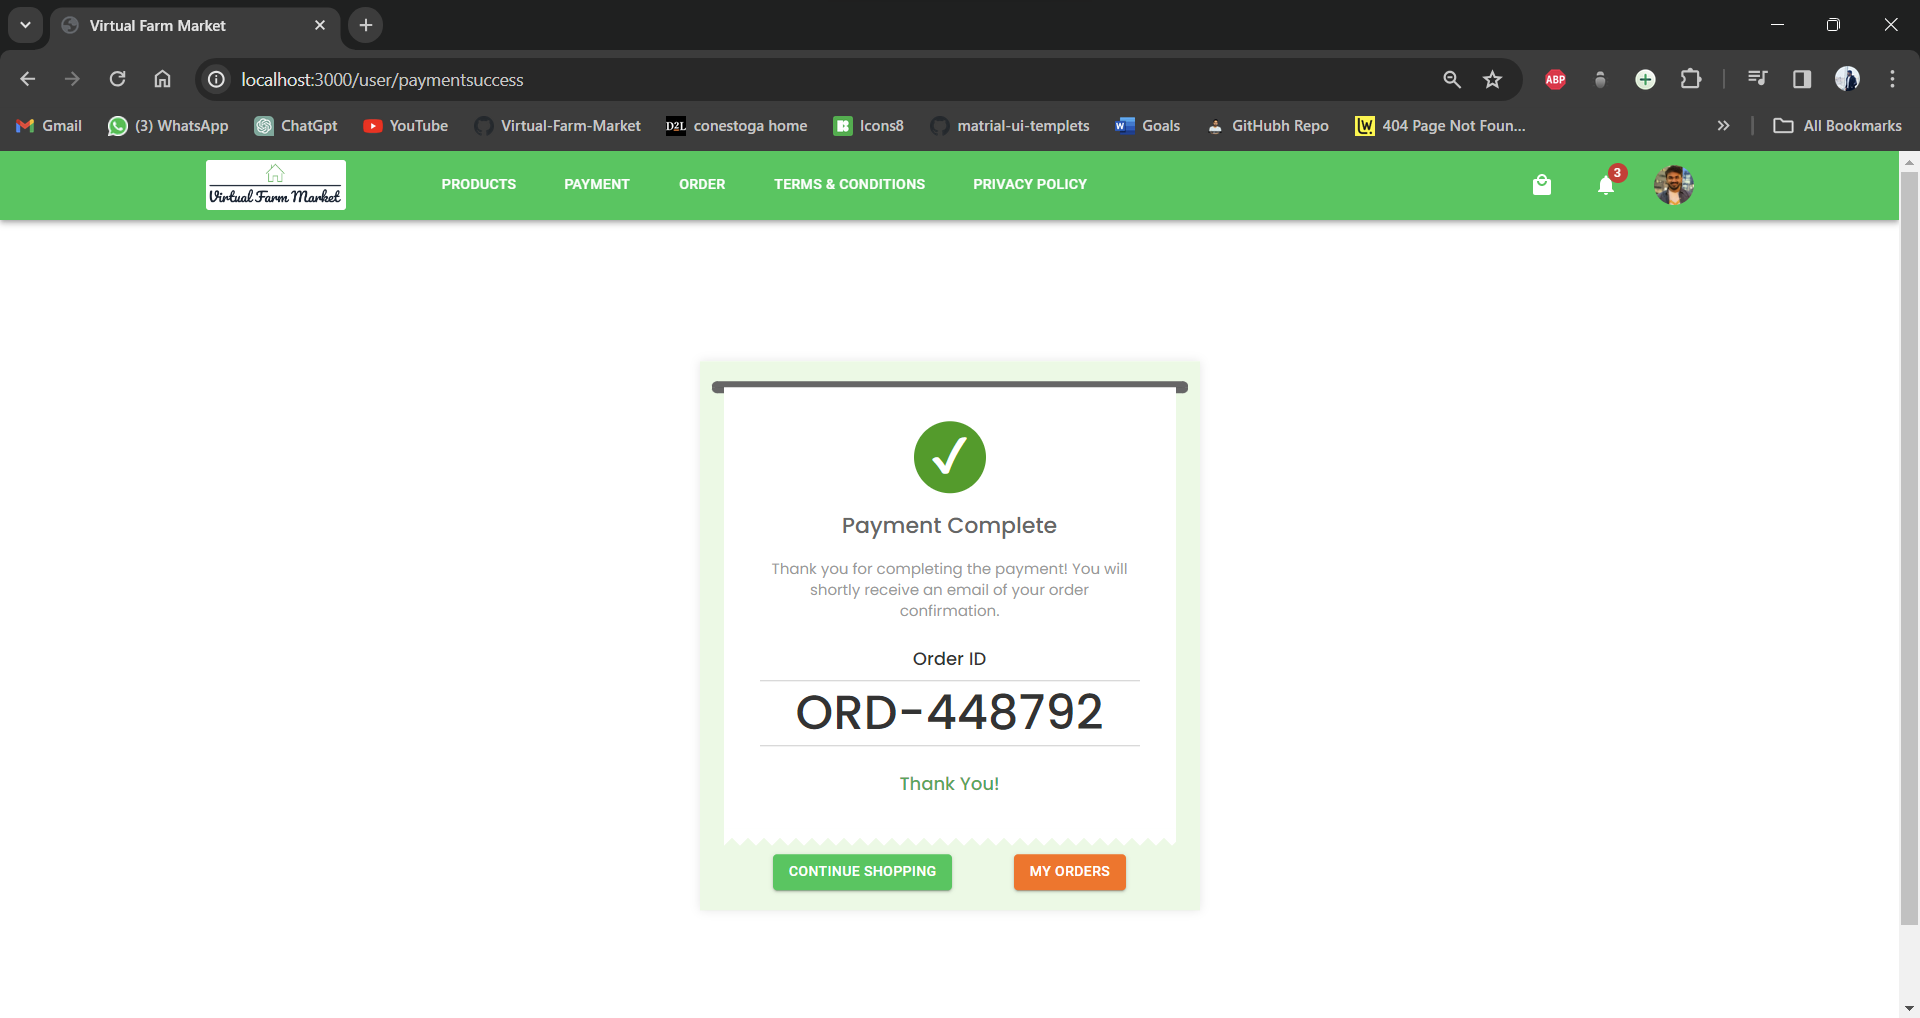 Virtual Farm Market
localhost:3000/user/paymentsuccess
ABP
Gmail
(3) WhatsApp
ChatGpt
YouTube
Virtual-Farm-Market
D2L conestoga home
Icons8
matrial-ui-templets
W Goals
GitHubh Repo
LW 404 Page Not Foun...
All Bookmarks
Virtual Farm Market
PRODUCTS
PAYMENT
ORDER
TERMS & CONDITIONS
PRIVACY POLICY
3
Payment Complete
Thank you for completing the payment! You will
shortly receive an email of your order
confirmation.
Order ID
ORD-448792
Thank You!
CONTINUE SHOPPING
MY ORDERS